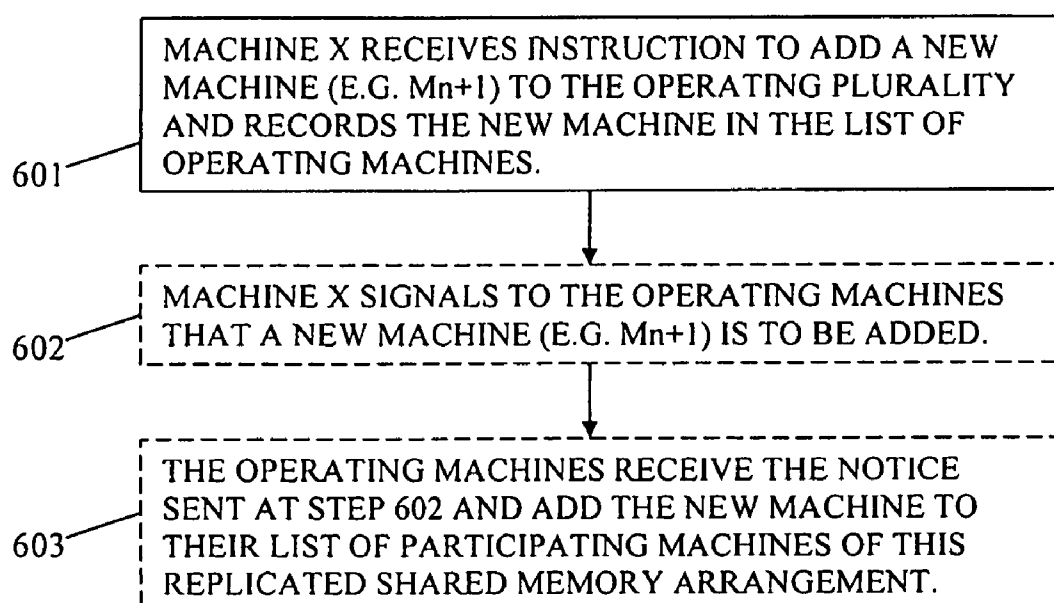 MACHINE X RECEIVES INSTRUCTION TO ADD A NEW
MACHINE (E.G. Mn+1) TO THE OPERATING PLURALITY
AND RECORDS THE NEW MACHINE IN THE LIST OF
OPERATING MACHINES.
601
MACHINE X SIGNALS TO THE OPERATING MACHINES
THAT A NEW MACHINE (E.G. Mn+1) IS TO BE ADDED.
602
THE OPERATING MACHINES RECEIVE THE NOTICE
SENT AT STEP 602 AND ADD THE NEW MACHINE TO
THEIR LIST OF PARTICIPATING MACHINES OF THIS
REPLICATED SHARED MEMORY ARRANGEMENT.
603